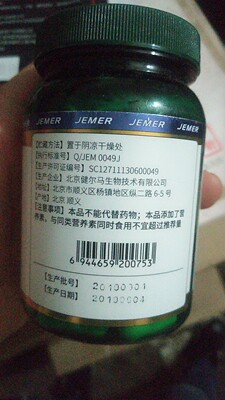 JEMER JEMER JEMER
【贮藏方法】置于阴凉干燥处
【执行标准号】Q/JEM 0049J
【生产许可证编号】SC12711130600049
【生产企业】北京健尔马生物技术有限公司
【地址】北京市顺义区杨镇地区纵二路 6-5 号
【产地】北京 顺义
【注意事项】本品不能代替药物；本品添加了营
养素，与同类营养素同时食用不宜超过推荐量
6 944659 200753
【生产批号】
【生产日期】